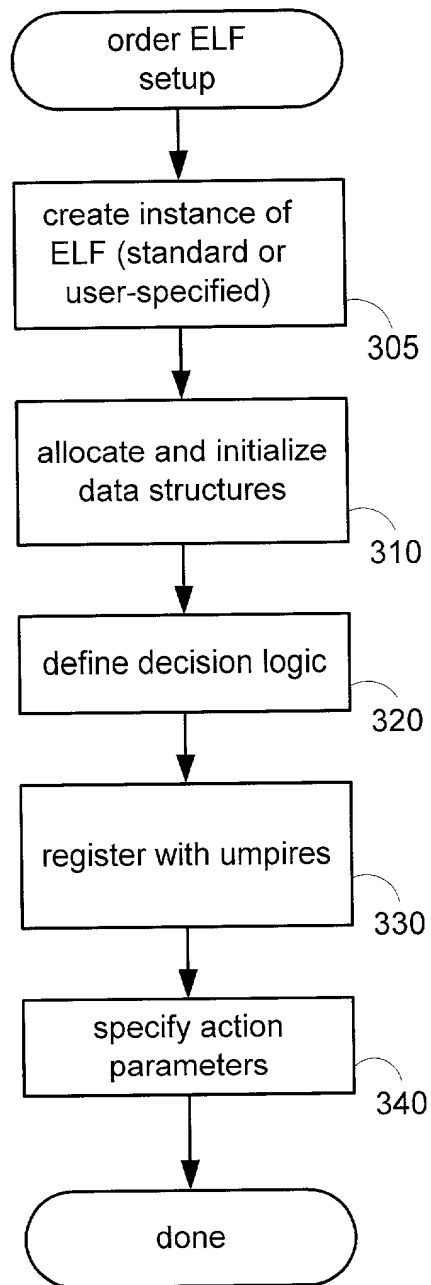 order ELF
setup
create instance of
ELF (standard or
user-specified)
305
allocate and initialize
data structures
310
define decision logic
320
register with umpires
330
specify action
parameters
340
done